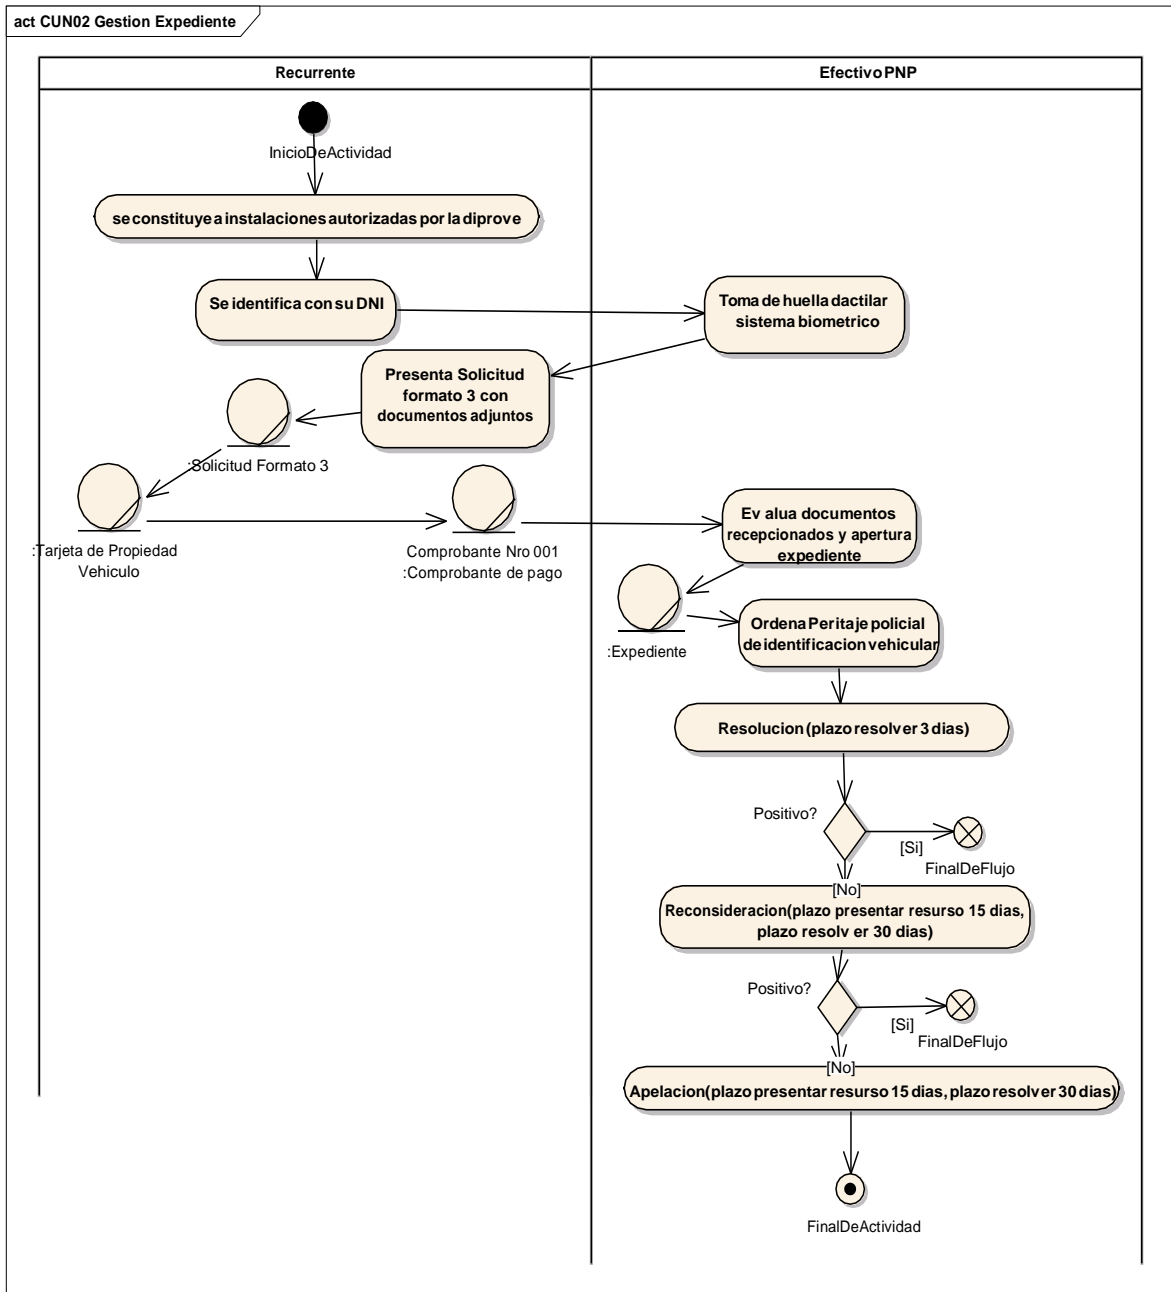 act CUN02 Gestion Expediente
Recurrente
Efectivo PNP
InicioDeActividad
se constituye a instalaciones autorizadas por la diprove
Se identifica con su DNI
Toma de huella dactilar
sistema biometrico
Presenta Solicitud
formato 3 con
documentos adjuntos
:Solicitud Formato 3
:Tarjeta de Propiedad
Vehiculo
Comprobante Nro 001
:Comprobante de pago
Ev alua documentos
recepcionados y apertura
expediente
:Expediente
Ordena Peritaje policial
de identificacion vehicular
Resolucion (plazo resolver 3 dias)
Positivo?
[Si]
FinalDeFlujo
[No]
Reconsideracion(plazo presentar resurso 15 dias,
plazo resolv er 30 dias)
Positivo?
[Si]
FinalDeFlujo
[No]
Apelacion(plazo presentar resurso 15 dias, plazo resolver 30 dias)
FinalDeActividad